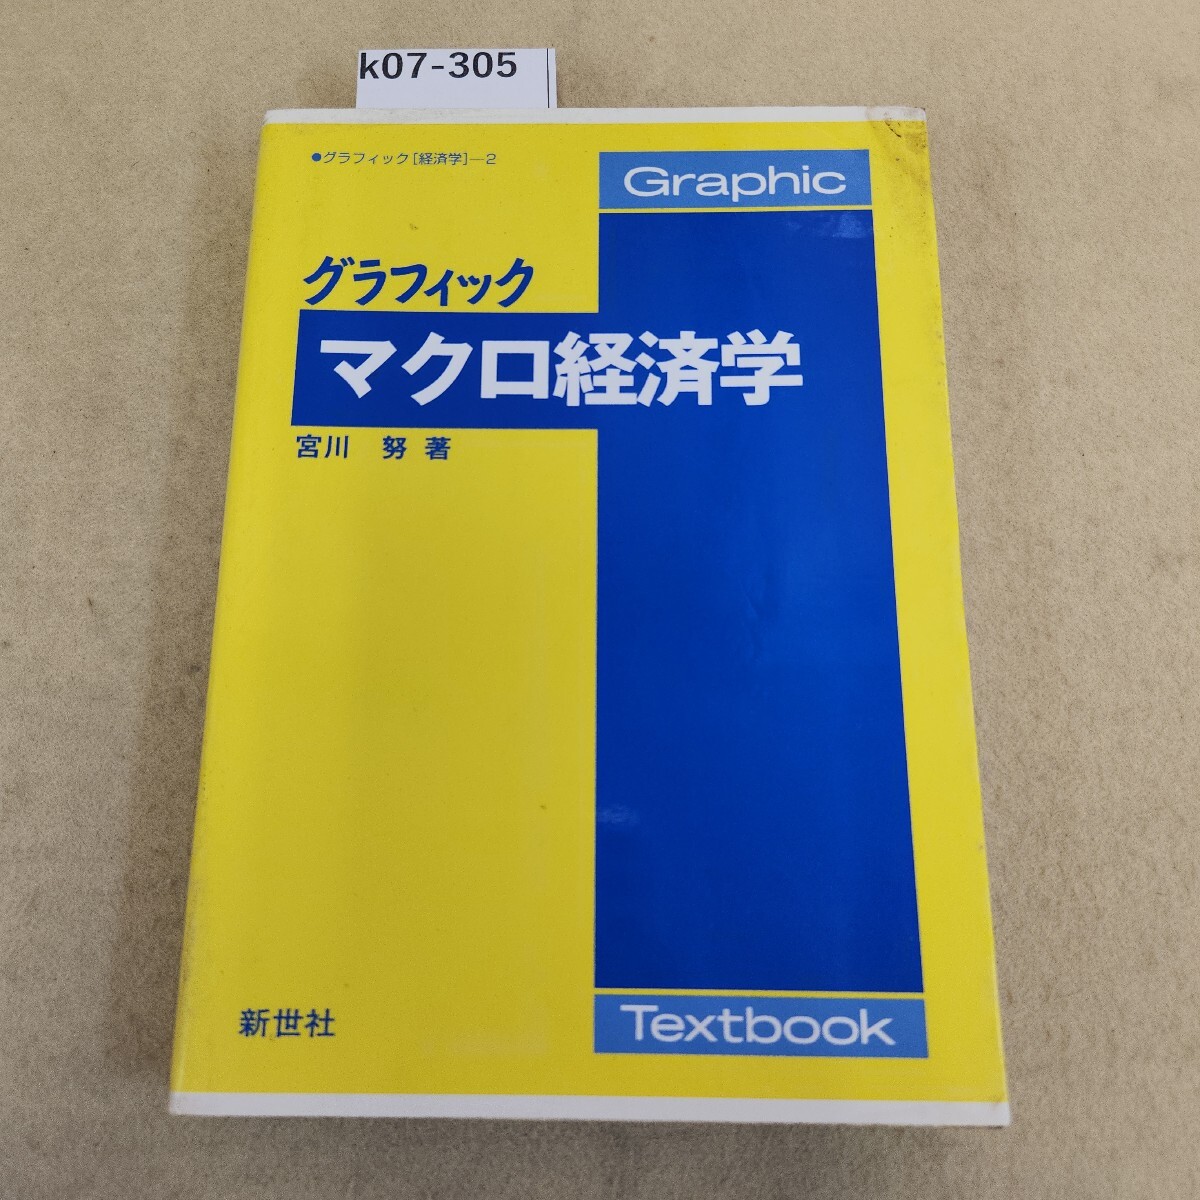 k07-305
●グラフィック[経済学]—2
Graphic
グラフィック
マクロ経済学
宮川 努 著
新世社
Textbook